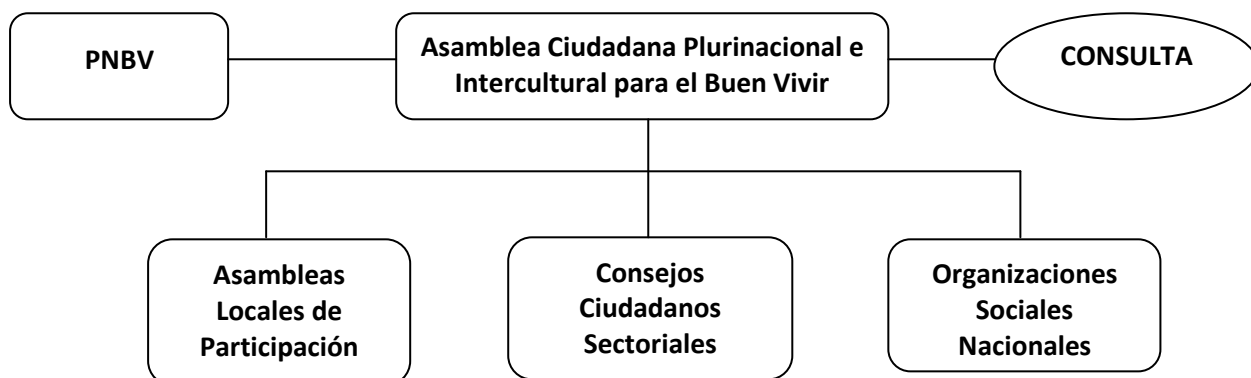 PNBV
Asamblea Ciudadana Plurinacional e
Intercultural para el Buen Vivir
CONSULTA
Asambleas
Locales de
Participación
Consejos
Ciudadanos
Sectoriales
Organizaciones
Sociales
Nacionales